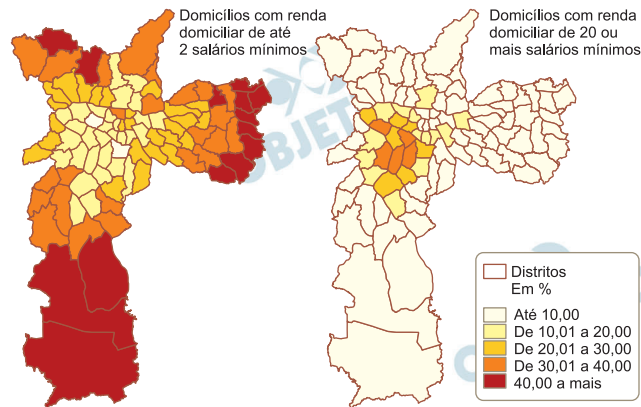 Domicílios com renda
domiciliar de até
2 salários mínimos
Domicílios com renda
domiciliar de 20 ou
mais salários mínimos
OBJET
Distritos
Em %
Até 10,00
De 10,01 a 20,00
De 20,01 a 30,00
De 30,01 a 40,00
40,00 a mais